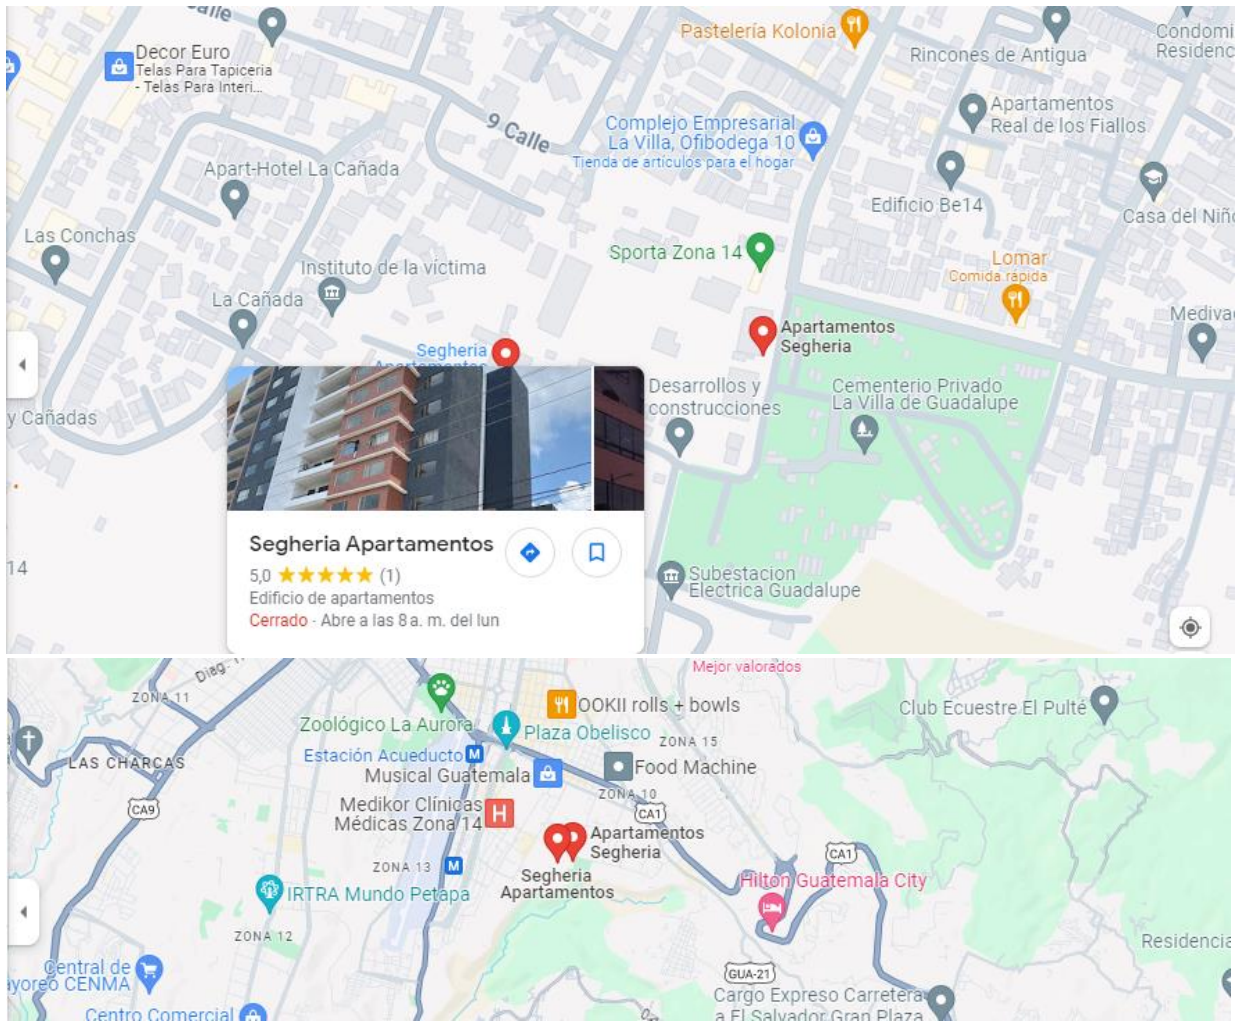 alle
Pastelería Kolonia
Rincones de Antigua
Condomi
Residenc
Decor Euro
Telas Para Tapiceria
- Telas Para Interi...
9 Calle
Complejo Empresarial
La Villa, Ofibodega 10
Tienda de artículos para el hogar
Apartamentos
Real de los Fiallos
Apart-Hotel La Cañada
Edificio Be14
Casa del Niño
Las Conchas
Sporta Zona 14
Lomar
Comida rápida
Instituto de la víctima
La Cañada
Medivac
Apartamentos
Segheria
Segheria
Apartamentos
Desarrollos y
construcciones
Cementerio Privado
La Villa de Guadalupe
y Cañadas
Segheria Apartamentos
5,0 (1)
Edificio de apartamentos
Cerrado · Abre a las 8 a. m. del lun
14
Subestacion
Electrica Guadalupe
Mejor valorados
Diag.
ZONA 11
OOKII rolls + bowls
Club Ecuestre El Pulté
Zoológico La Aurora
Plaza Obelisco
ZONA 15
Estación Acueducto M
LAS CHARCAS
Musical Guatemala
Food Machine
ZONA 10
CA9
Medikor Clínicas
Médicas Zona 14
H
CA1
Apartamentos
Segheria
CA1
ZONA 13
M
Segheria
Apartamentos
Hilton Guatemala City
IRTRA Mundo Petapa
ZONA 12
Residencia
Central de
ayoreo CENMA
GUA-21
Cargo Expreso Carretera
a El Salvador Gran Plaza
Centro Comercial